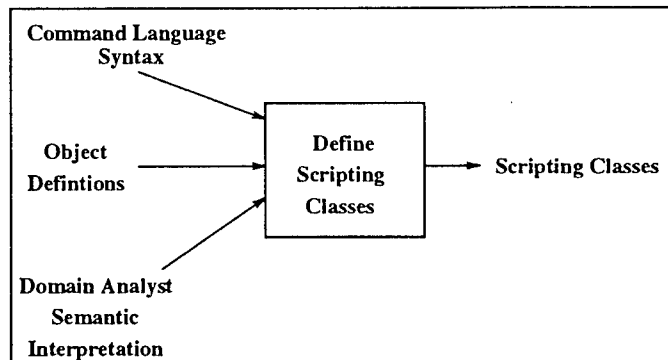 Command Language
Syntax
Object
Defintions
Domain Analyst
Semantic
Interpretation
Define
Scripting
Classes
Scripting Classes